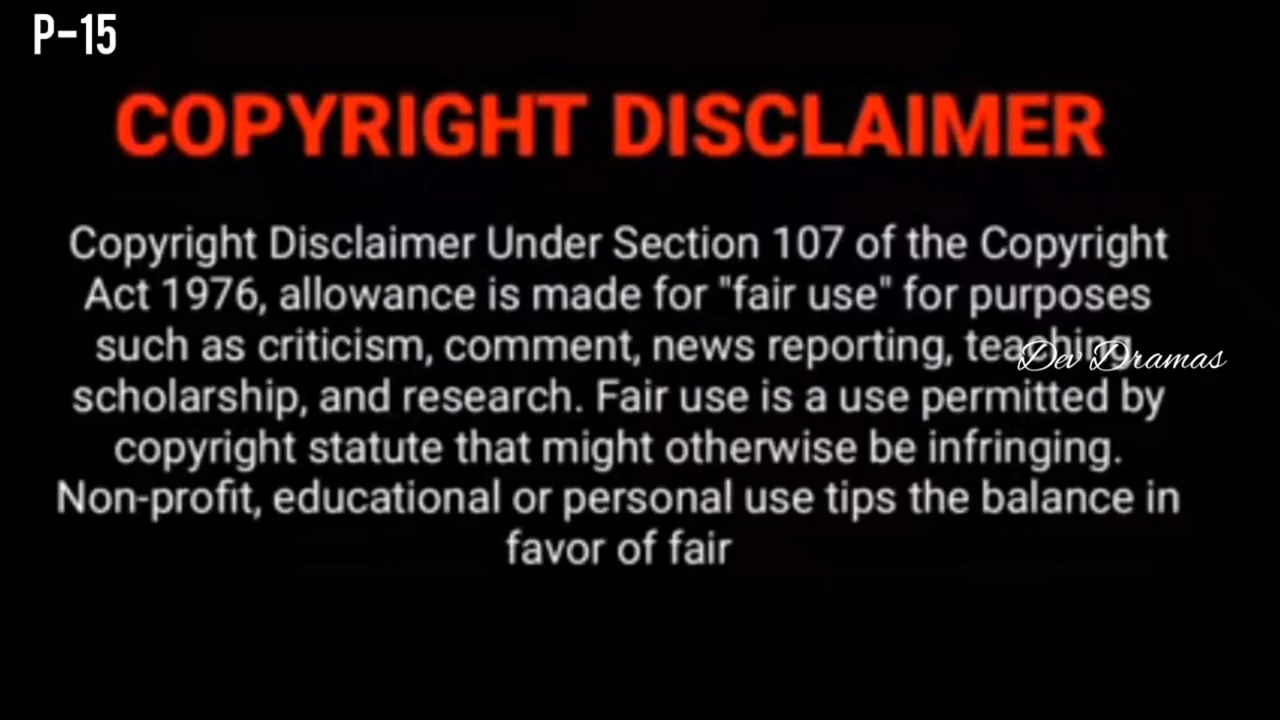 P-15
COPYRIGHT DISCLAIMER
Copyright Disclaimer Under Section 107 of the Copyright
Act 1976, allowance is made for "fair use" for purposes
such as criticism, comment, news reporting, teaching
Dev Dramas
scholarship, and research. Fair use is a use permitted by
copyright statute that might otherwise be infringing.
Non-profit, educational or personal use tips the balance in
favor of fair